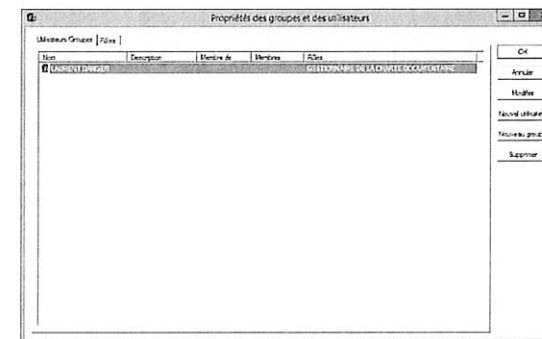 Propriétés des groupes et des utilisateurs
Utilisateurs/Groupes Rôles
Nom Description Membre de Membres Rôles
LAURENT DANGER GESTIONNAIRE DE LA CHARTE DOCUMENTAIRE
OK
Annuler
Modifier
Nouvel utilisate
Nouveau group
Supprimer